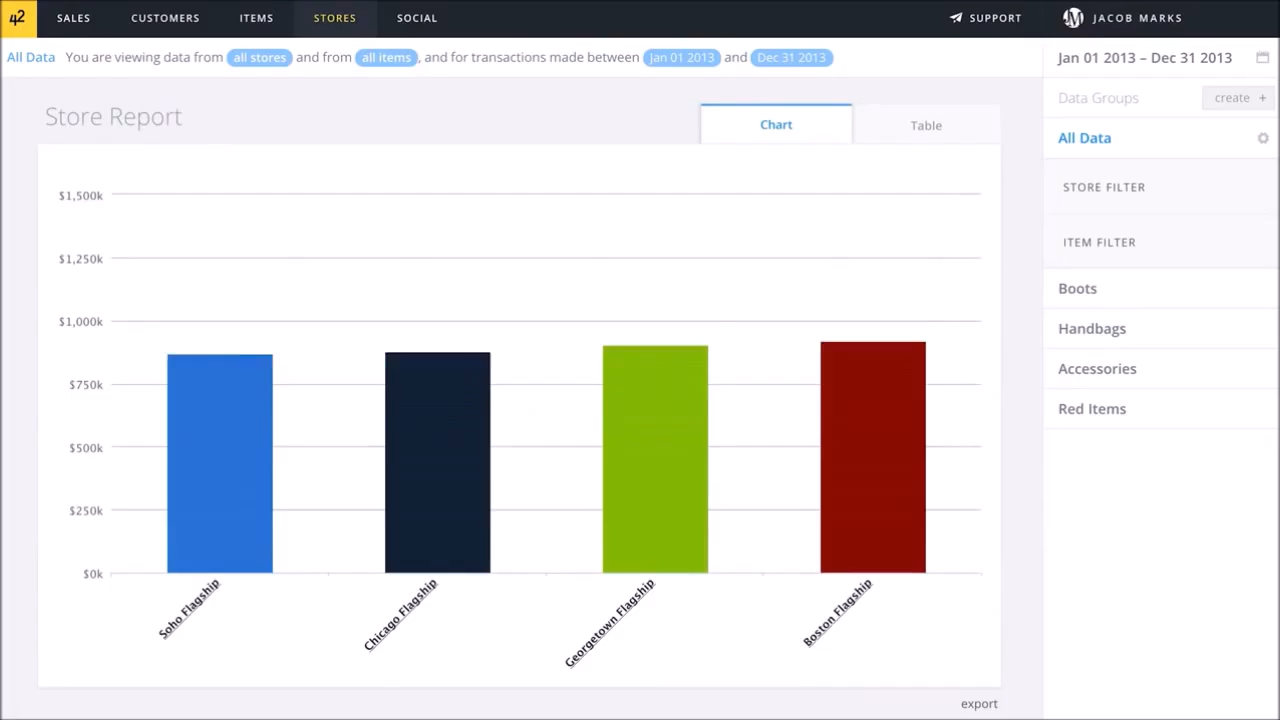 42 SALES CUSTOMERS ITEMS STORES SOCIAL SUPPORT JACOB MARKS
All Data You are viewing data from all stores and from all items, and for transactions made between Jan 01 2013 and Dec 31 2013
Jan 01 2013 – Dec 31 2013
Data Groups create +
All Data
STORE FILTER
ITEM FILTER
Boots
Handbags
Accessories
Red Items
Store Report
Chart Table
$1,500k
$1,250k
$1,000k
$750k
$500k
$250k
$0k
Soho Flagship
Chicago Flagship
Georgetown Flagship
Boston Flagship
export